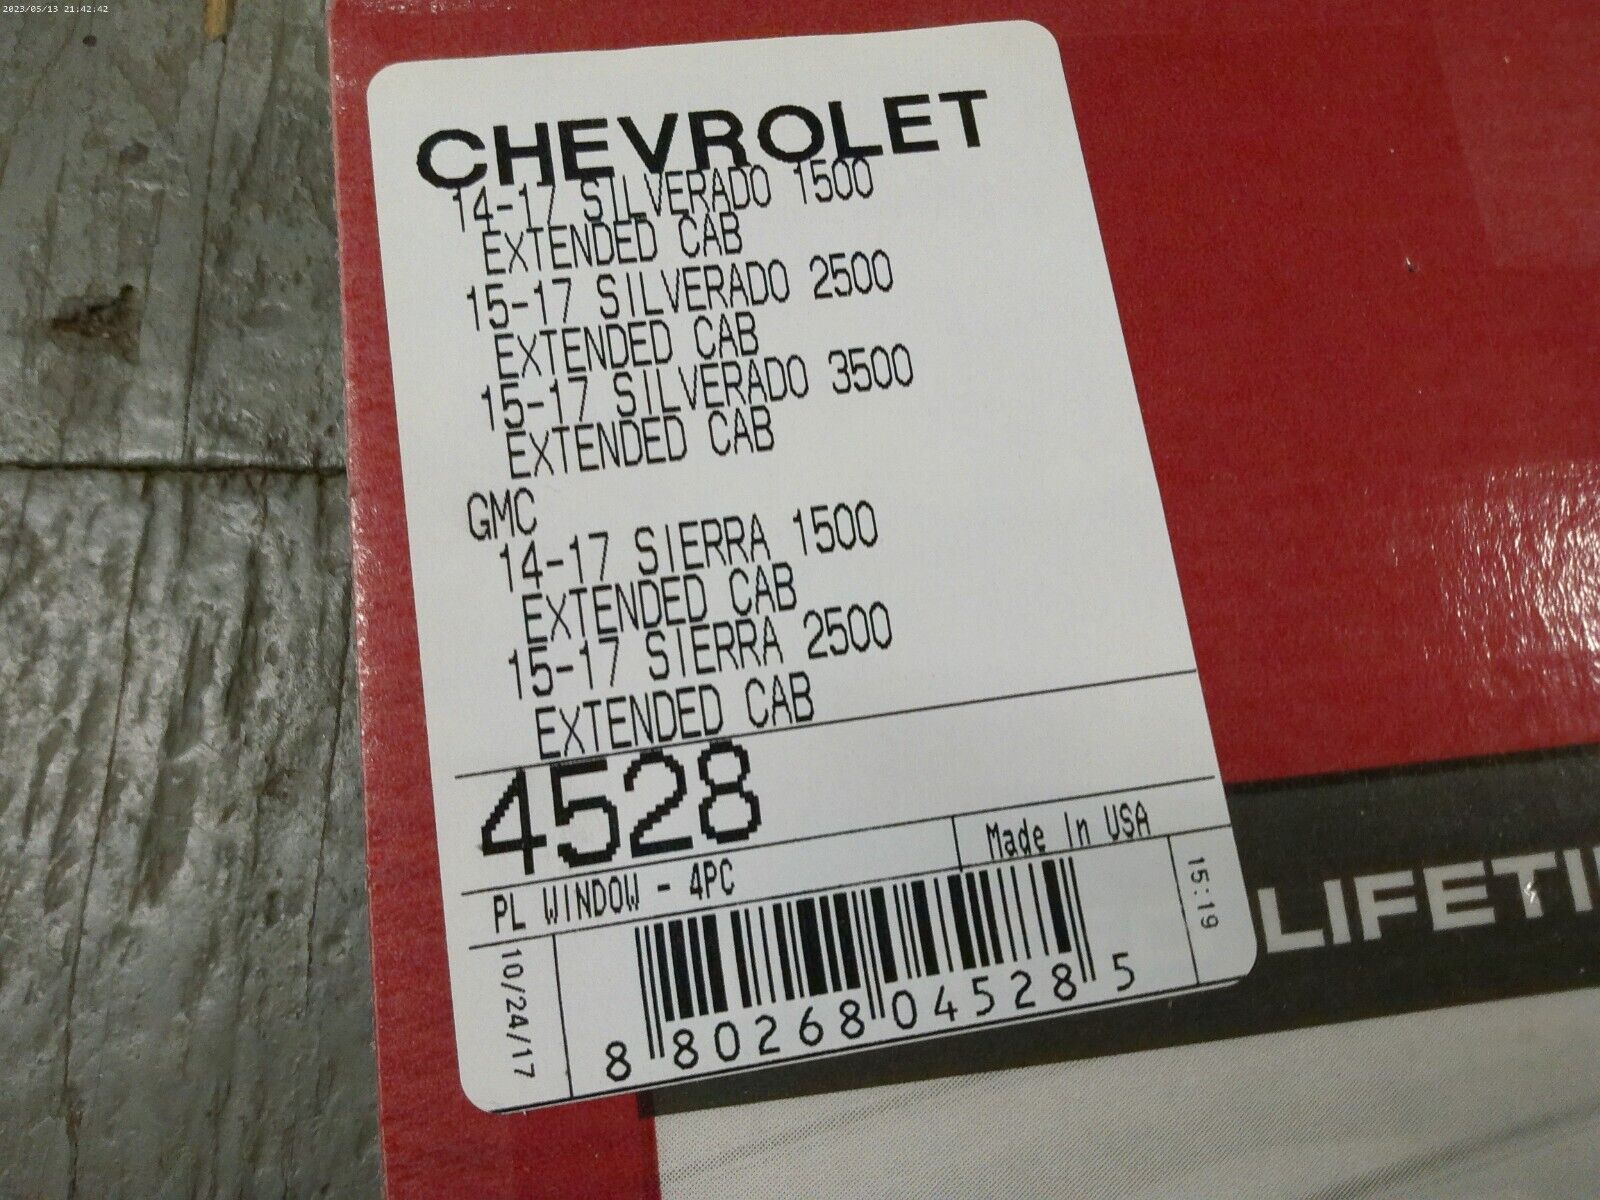 2023/05/13 21:42:42
CHEVROLET
14-17 SILVERADO 1500
EXTENDED CAB
15-17 SILVERADO 2500
EXTENDED CAB
15-17 SILVERADO 3500
EXTENDED CAB
GMC
14-17 SIERRA 1500
EXTENDED CAB
15-17 SIERRA 2500
EXTENDED CAB
4528
PL WINDOW - 4PC
Made In USA
10/24/17
15:19
8 80268 04528 5